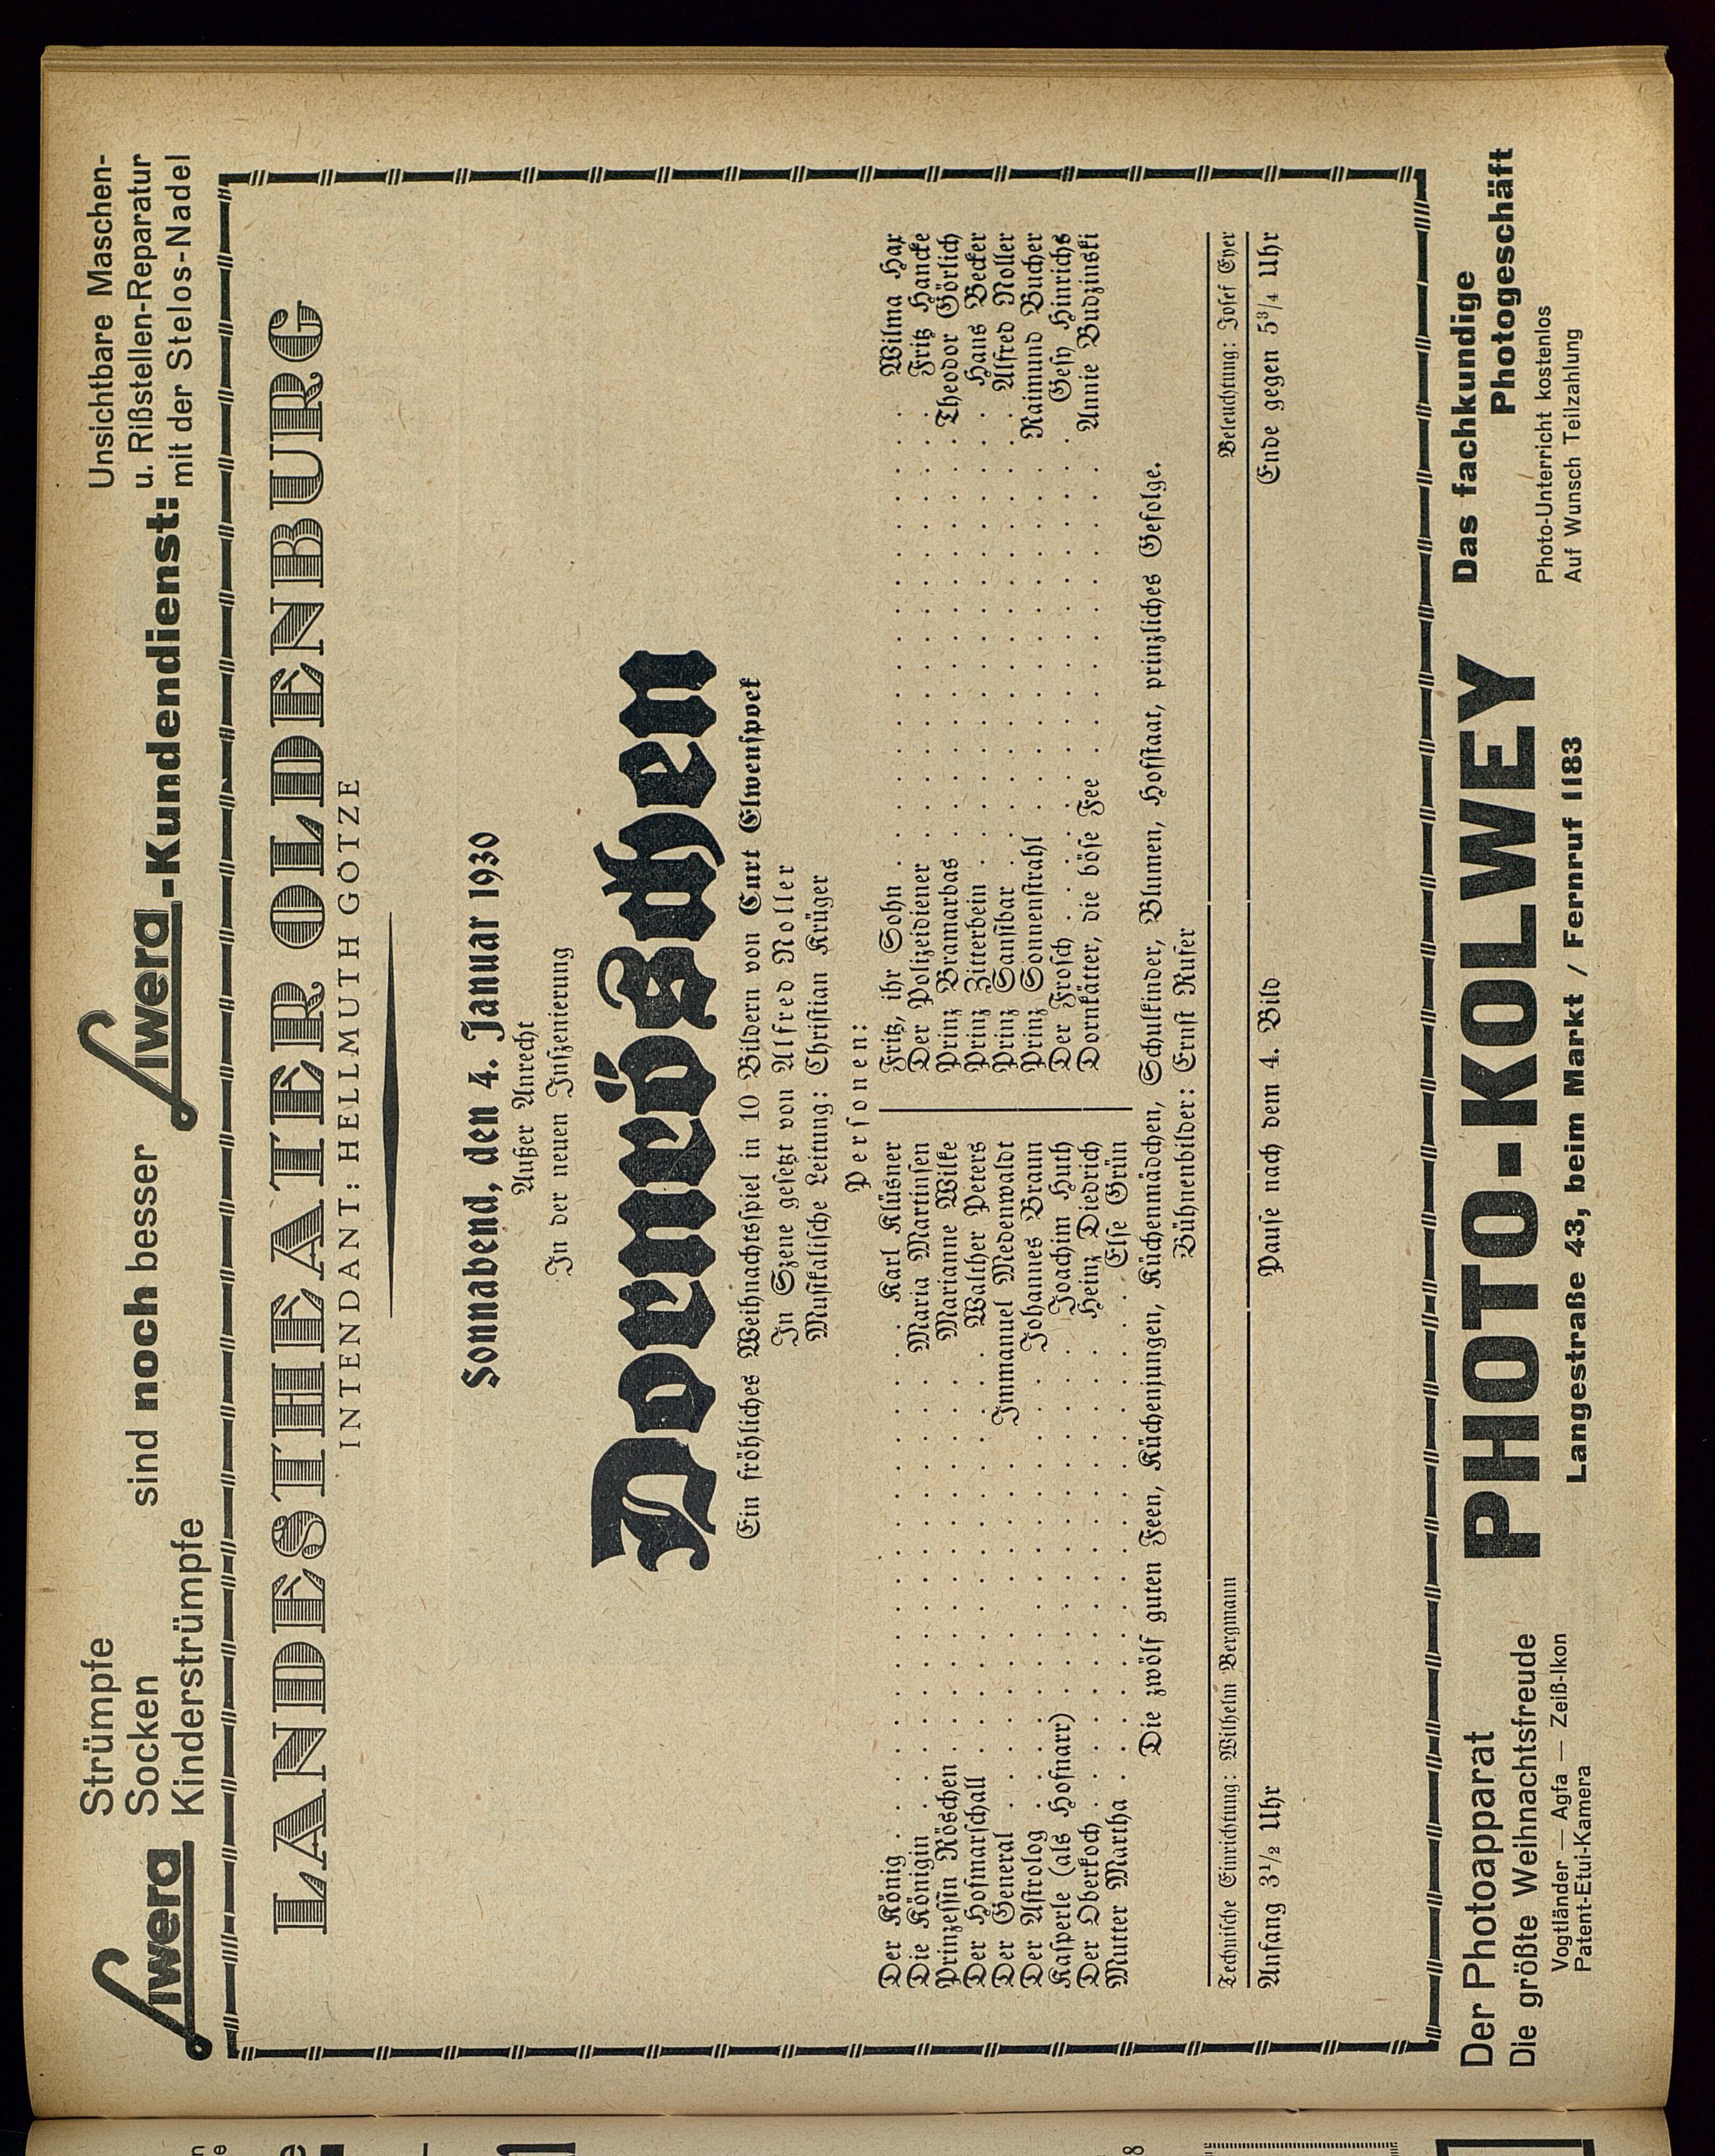 Liwera
Strümpfe
Socken
Kinderstrümpfe
sind noch besser
Liwera-Kundendienst:
Unsichtbare Maschen-
u. Rißstellen-Reparatur
mit der Stelos-Nadel
LANDESTHEATER OLDENBURG
INTENDANT: HELLMUTH GÖTZE
Sonnabend, den 4. Januar 1930
Außer Anrecht
In der neuen Inszenierung
Dornröschen
Ein fröhliches Weihnachtsspiel in 10 Bildern von Curt Elwenspoek
In Szene gesetzt von Alfred Noller
Musikalische Leitung: Christian Krüger
Personen:
Der König . . . Karl Klüsner
Die Königin . . . Maria Martinsen
Prinzessin Röschen . . . Marianne Wilke
Der Hofmarschall . . . Walther Peters
Der General . . . Immanuel Medenwaldt
Der Astrolog . . . Johannes Braun
Kasperle (als Hofnarr) . . . Joachim Huth
Der Oberkoch . . . Heinz Diedrich
Mutter Martha . . . Else Grün
Fritz, ihr Sohn . . . Wilma Hax
Der Polizeidiener . . . Fritz Hancke
Prinz Bramarbas . . . Theodor Görlich
Prinz Zitterbein . . . Hans Becker
Prinz Sanftbar . . . Alfred Noller
Prinz Sonnenstrahl . . . Raimund Bucher
Der Frosch . . . Gesy Hinrichs
Dornkätter, die böse Fee . . . Annie Budzinski
Die zwölf guten Feen, Küchenjungen, Küchenmädchen, Schulkinder, Blumen, Hofstaat, prinzliches Gefolge.
Bühnenbilder: Ernst Rufer
Technische Einrichtung: Wilhelm Bergmann
Beleuchtung: Josef Eyer
Anfang 3½ Uhr
Pause nach dem 4. Bild
Ende gegen 5¾ Uhr
Der Photoapparat
Die größte Weihnachtsfreude
Vogtländer — Agfa — Zeiß-Ikon
Patent-Etui-Kamera
PHOTO-KOLWEY
Langestraße 43, beim Markt / Fernruf 1183
Das fachkundige
Photogeschäft
Photo-Unterricht kostenlos
Auf Wunsch Teilzahlung